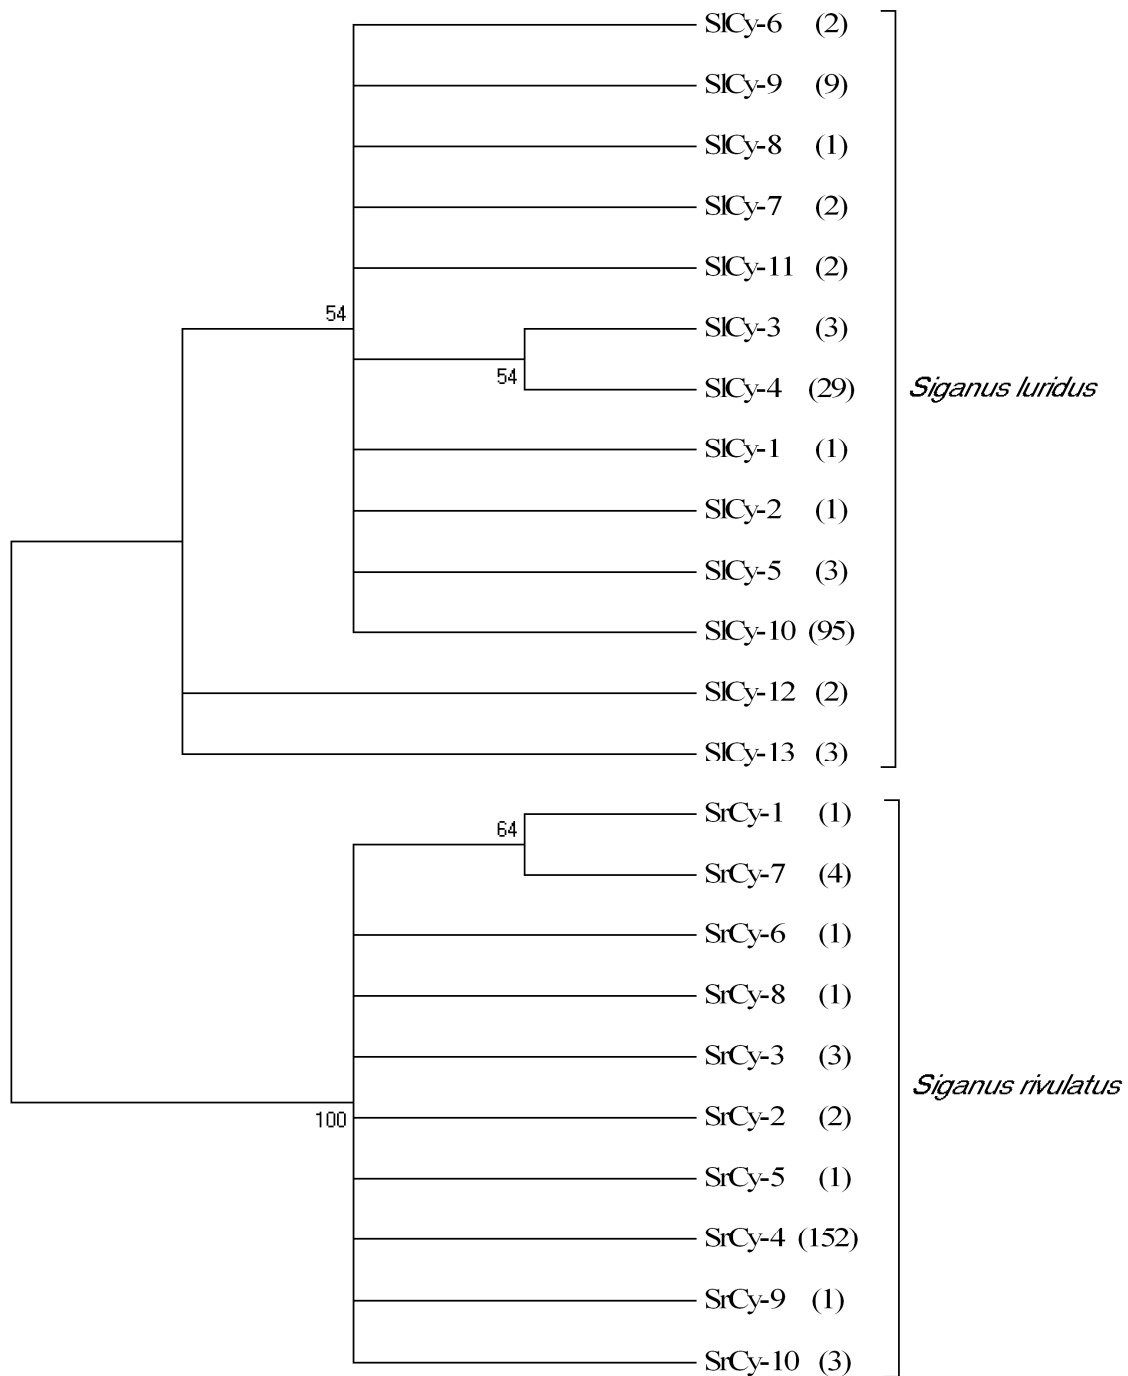 SlCy-6 (2)
SlCy-9 (9)
SlCy-8 (1)
SlCy-7 (2)
SlCy-11 (2)
54
SlCy-3 (3)
54
SlCy-4 (29)
Siganus luridus
SlCy-1 (1)
SlCy-2 (1)
SlCy-5 (3)
SlCy-10 (95)
SlCy-12 (2)
SlCy-13 (3)
SrCy-1 (1)
64
SrCy-7 (4)
SrCy-6 (1)
SrCy-8 (1)
SrCy-3 (3)
Siganus rivulatus
100
SrCy-2 (2)
SrCy-5 (1)
SrCy-4 (152)
SrCy-9 (1)
SrCy-10 (3)